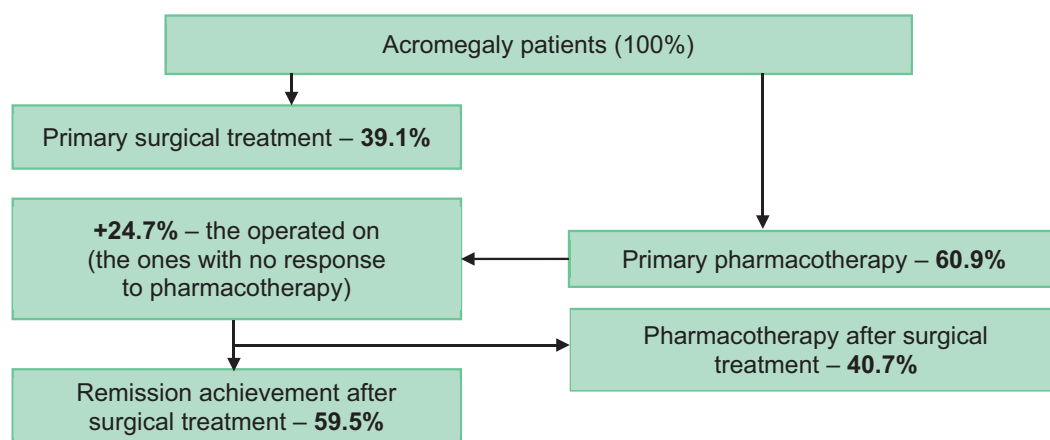 Acromegaly patients (100%)
Primary surgical treatment – 39.1%
+24.7% – the operated on
(the ones with no response
to pharmacotherapy)
Primary pharmacotherapy – 60.9%
Pharmacotherapy after surgical
treatment – 40.7%
Remission achievement after
surgical treatment – 59.5%